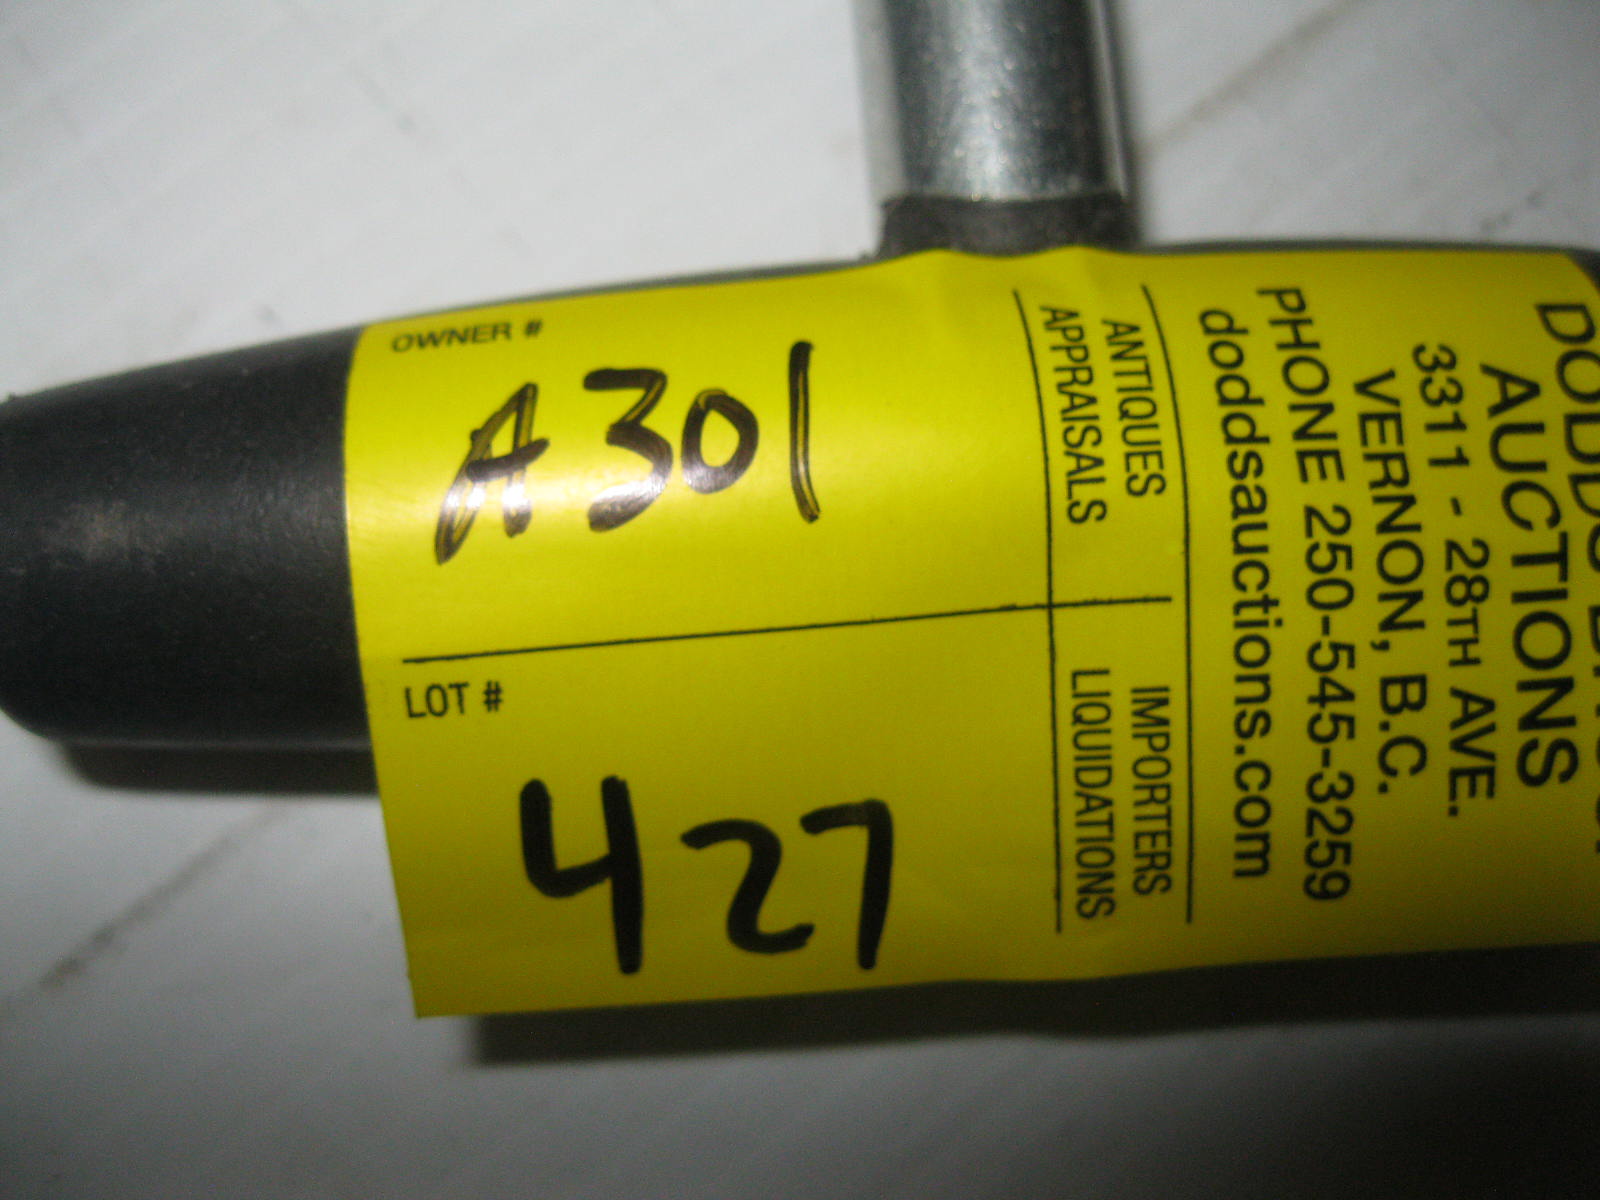 OWNER #
A301
LOT #
427
AUCTIONS
3311 - 28TH AVE.
VERNON, B.C.
PHONE 250-545-3259
doddsauctions.com
ANTIQUES
APPRAISALS
IMPORTERS
LIQUIDATIONS